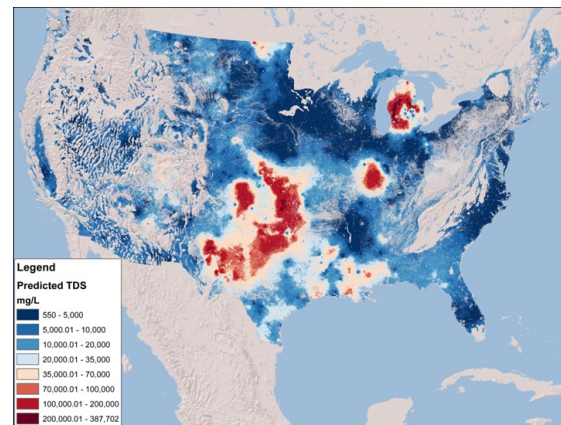 Legend
Predicted TDS
mg/L
550 - 5,000
5,000.01 - 10,000
10,000.01 - 20,000
20,000.01 - 35,000
35,000.01 - 70,000
70,000.01 - 100,000
100,000.01 - 200,000
200,000.01 - 387,702